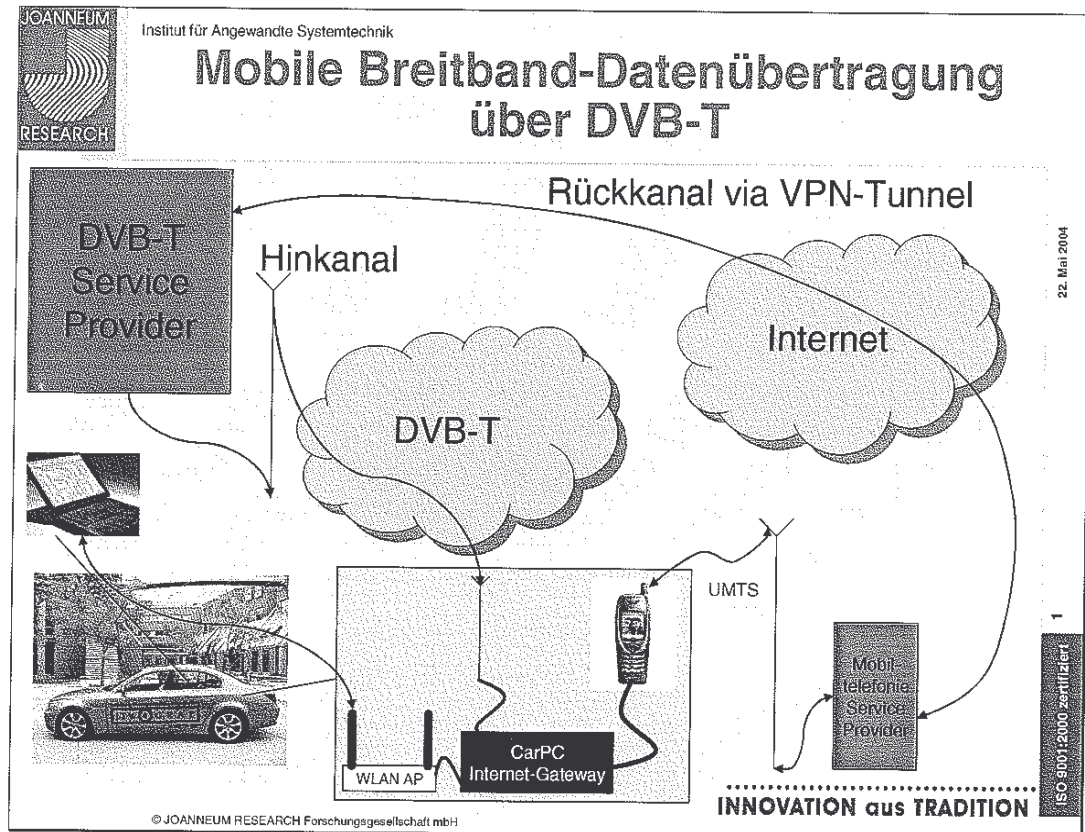 JOANNEUM
RESEARCH
Institut für Angewandte Systemtechnik
Mobile Breitband-Datenübertragung
über DVB-T
Rückkanal via VPN-Tunnel
DVB-T
Service
Provider
Hinkanal
Internet
DVB-T
22. Mai 2004
UMTS
1
Mobil-
telefonie
Service
Provider
CarPC
Internet-Gateway
WLAN AP
ISO 9001:2000 zertifiziert
INNOVATION aus TRADITION
© JOANNEUM RESEARCH Forschungsgesellschaft mbH